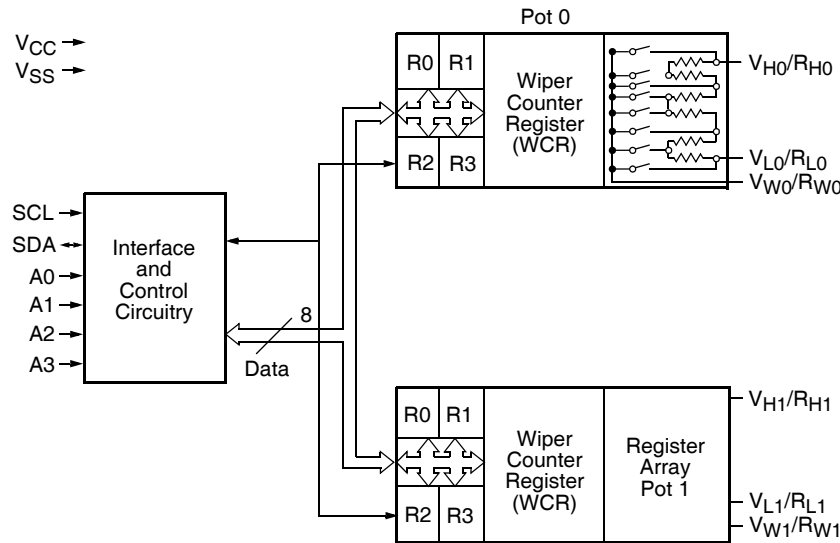 Pot 0
VCC
VSS
R0 R1
R2 R3
Wiper
Counter
Register
(WCR)
VH0/RH0
VL0/RL0
VW0/RW0
SCL
SDA
A0
A1
A2
A3
Interface
and
Control
Circuitry
8
Data
R0 R1
R2 R3
Wiper
Counter
Register
(WCR)
Register
Array
Pot 1
VH1/RH1
VL1/RL1
VW1/RW1